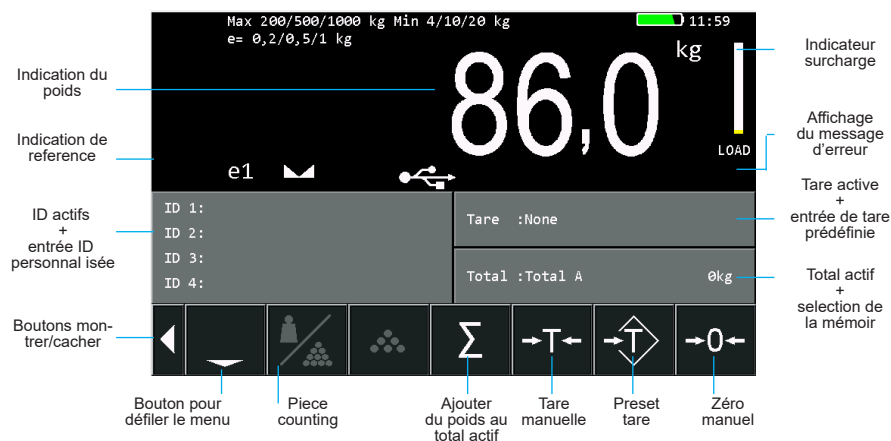 Max 200/500/1000 kg Min 4/10/20 kg
e= 0,2/0,5/1 kg
11:59
86,0 kg
LOAD
e1
ID 1:
ID 2:
ID 3:
ID 4:
Tare :None
Total :Total A 0kg
Σ
→T←
→T
→0←
Indication du
poids
Indication de
reference
ID actifs
+
entrée ID
personnal isée
Boutons mon-
trer/cacher
Indicateur
surcharge
Affichage
du message
d'erreur
Tare active
+
entrée de tare
prédéfinie
Total actif
+
selection de
la mémoir
Bouton pour
défiler le menu
Piece
counting
Ajouter
du poids au
total actif
Tare
manuelle
Preset
tare
Zéro
manuel